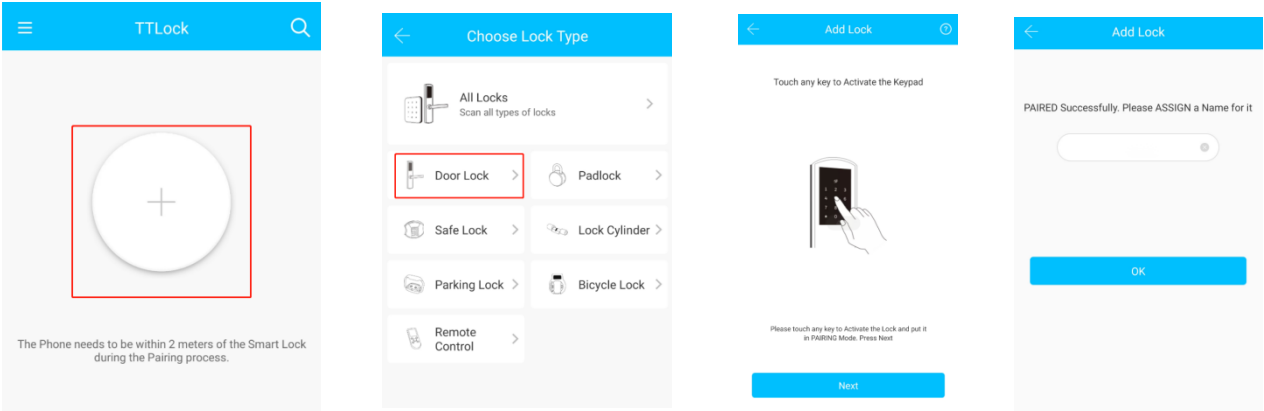 TTLock
The Phone needs to be within 2 meters of the Smart Lock
during the Pairing process.
Choose Lock Type
All Locks
Scan all types of locks
Door Lock
Padlock
Safe Lock
Lock Cylinder
Parking Lock
Bicycle Lock
Remote
Control
Add Lock
Touch any key to Activate the Keypad
Please touch any key to Activate the Lock and put it
in PAIRING Mode. Press Next
Next
Add Lock
PAIRED Successfully. Please ASSIGN a Name for it
OK